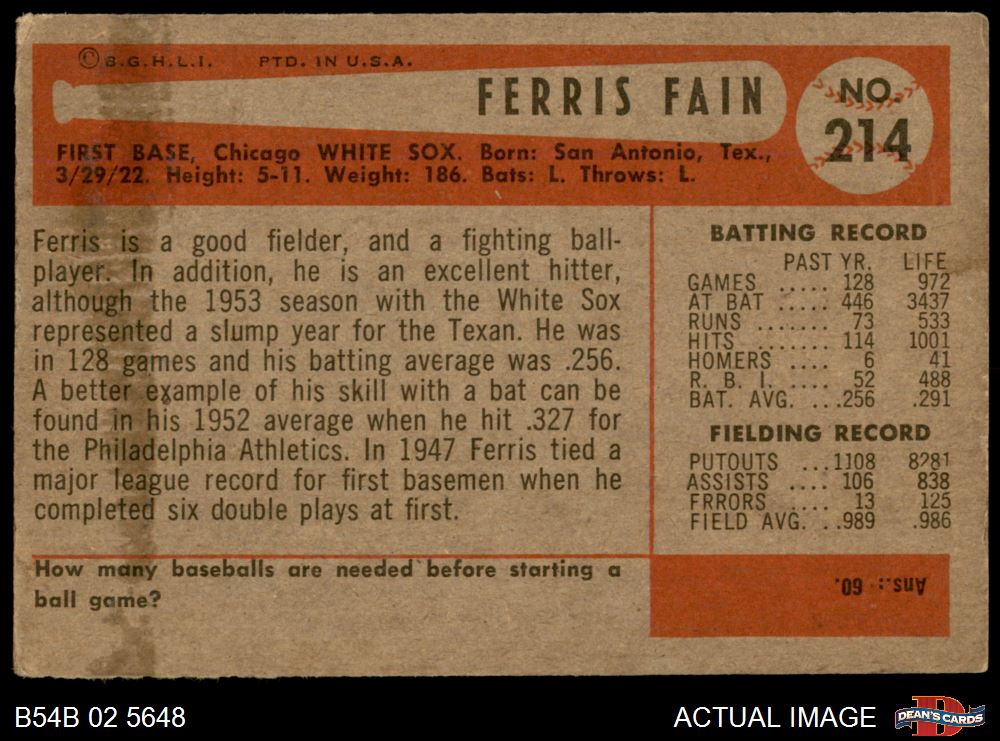 © B.G.H.L.I. PTD. IN U.S.A.
FERRIS FAIN
NO.
214
FIRST BASE, Chicago WHITE SOX. Born: San Antonio, Tex.,
3/29/22. Height: 5-11. Weight: 186. Bats: L. Throws: L.
Ferris is a good fielder, and a fighting ball-
player. In addition, he is an excellent hitter,
although the 1953 season with the White Sox
represented a slump year for the Texan. He was
in 128 games and his batting average was .256.
A better example of his skill with a bat can be
found in his 1952 average when he hit .327 for
the Philadelphia Athletics. In 1947 Ferris tied a
major league record for first basemen when he
completed six double plays at first.
BATTING RECORD
PAST YR. LIFE
GAMES ..... 128 972
AT BAT ..... 446 3437
RUNS ....... 73 533
HITS ....... 114 1001
HOMERS .... 6 41
R. B. I. .... 52 488
BAT. AVG. ...256 .291
FIELDING RECORD
PUTOUTS ...1108 8281
ASSISTS .... 106 838
ERRORS .... 13 125
FIELD AVG. ..989 .986
How many baseballs are needed before starting a
ball game?
Ans.: 60.
B54B 02 5648
ACTUAL IMAGE
DEAN'S CARDS